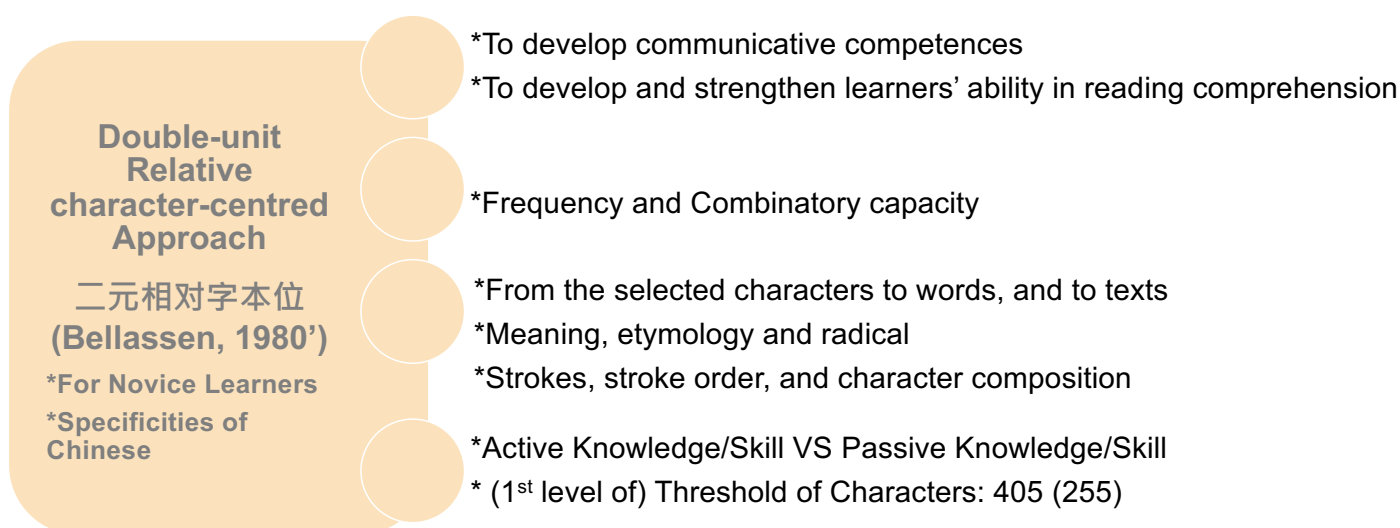 Double-unit
Relative
character-centred
Approach
二元相对字本位
(Bellassen, 1980’)
*For Novice Learners
*Specificities of
Chinese
*To develop communicative competences
*To develop and strengthen learners’ ability in reading comprehension
*Frequency and Combinatory capacity
*From the selected characters to words, and to texts
*Meaning, etymology and radical
*Strokes, stroke order, and character composition
*Active Knowledge/Skill VS Passive Knowledge/Skill
* (1st level of) Threshold of Characters: 405 (255)